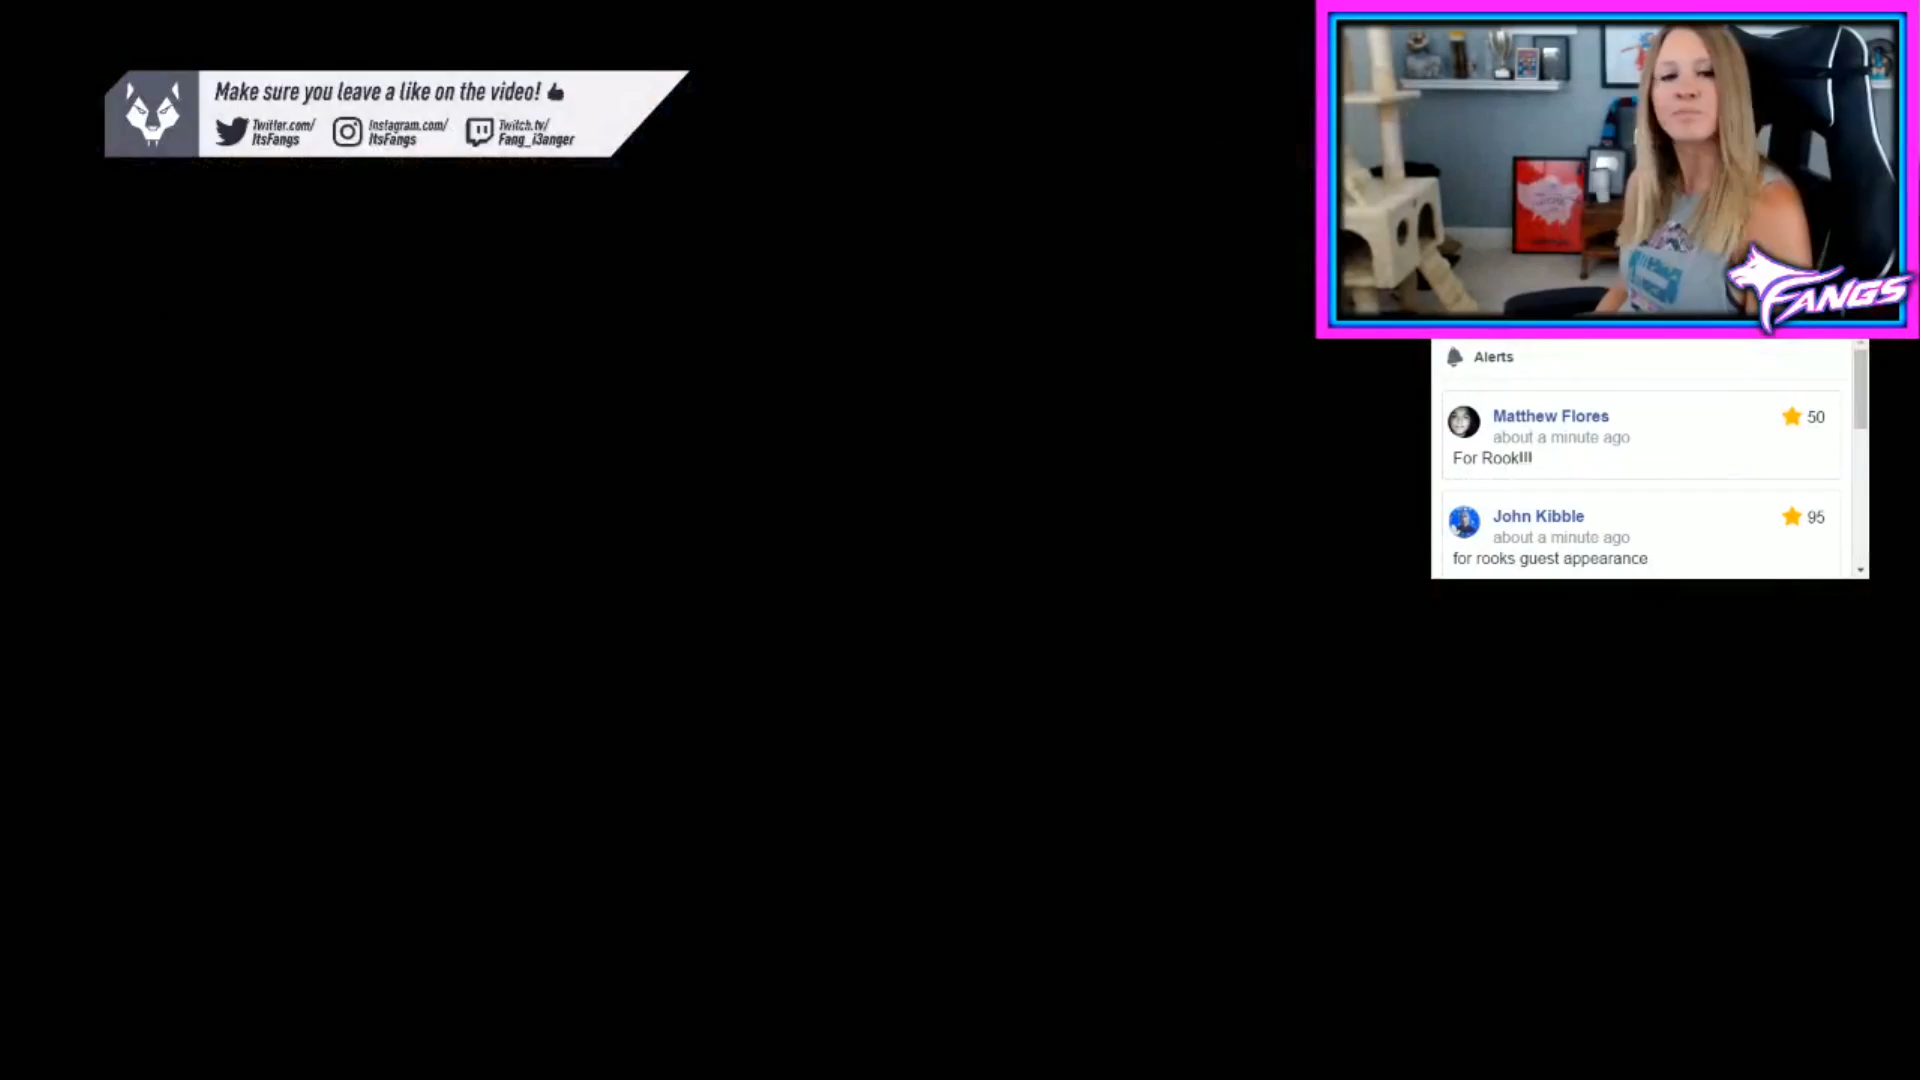 Make sure you leave a like on the video!
Twitter.com/
ItsFangs
Instagram.com/
ItsFangs
Twitch.tv/
Fang_i3anger
FANGS
Alerts
Matthew Flores
50
about a minute ago
For Rook!!!
John Kibble
95
about a minute ago
for rooks guest appearance